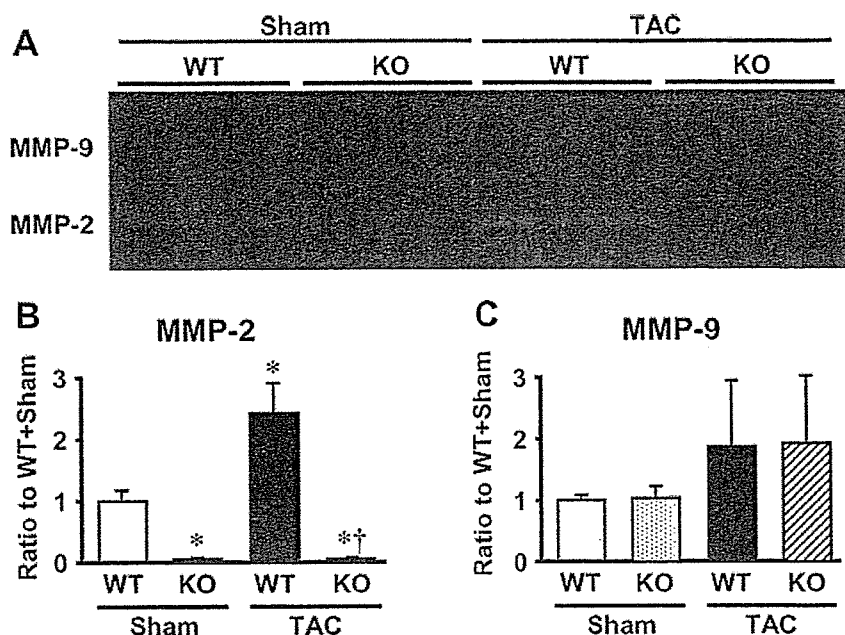 A
Sham TAC
WT KO WT KO
MMP-9
MMP-2
B
MMP-2
Ratio to WT+Sham
3
2
1
0
*
*
*†
WT KO WT KO
Sham TAC
C
MMP-9
Ratio to WT+Sham
3
2
1
0
WT KO WT KO
Sham TAC